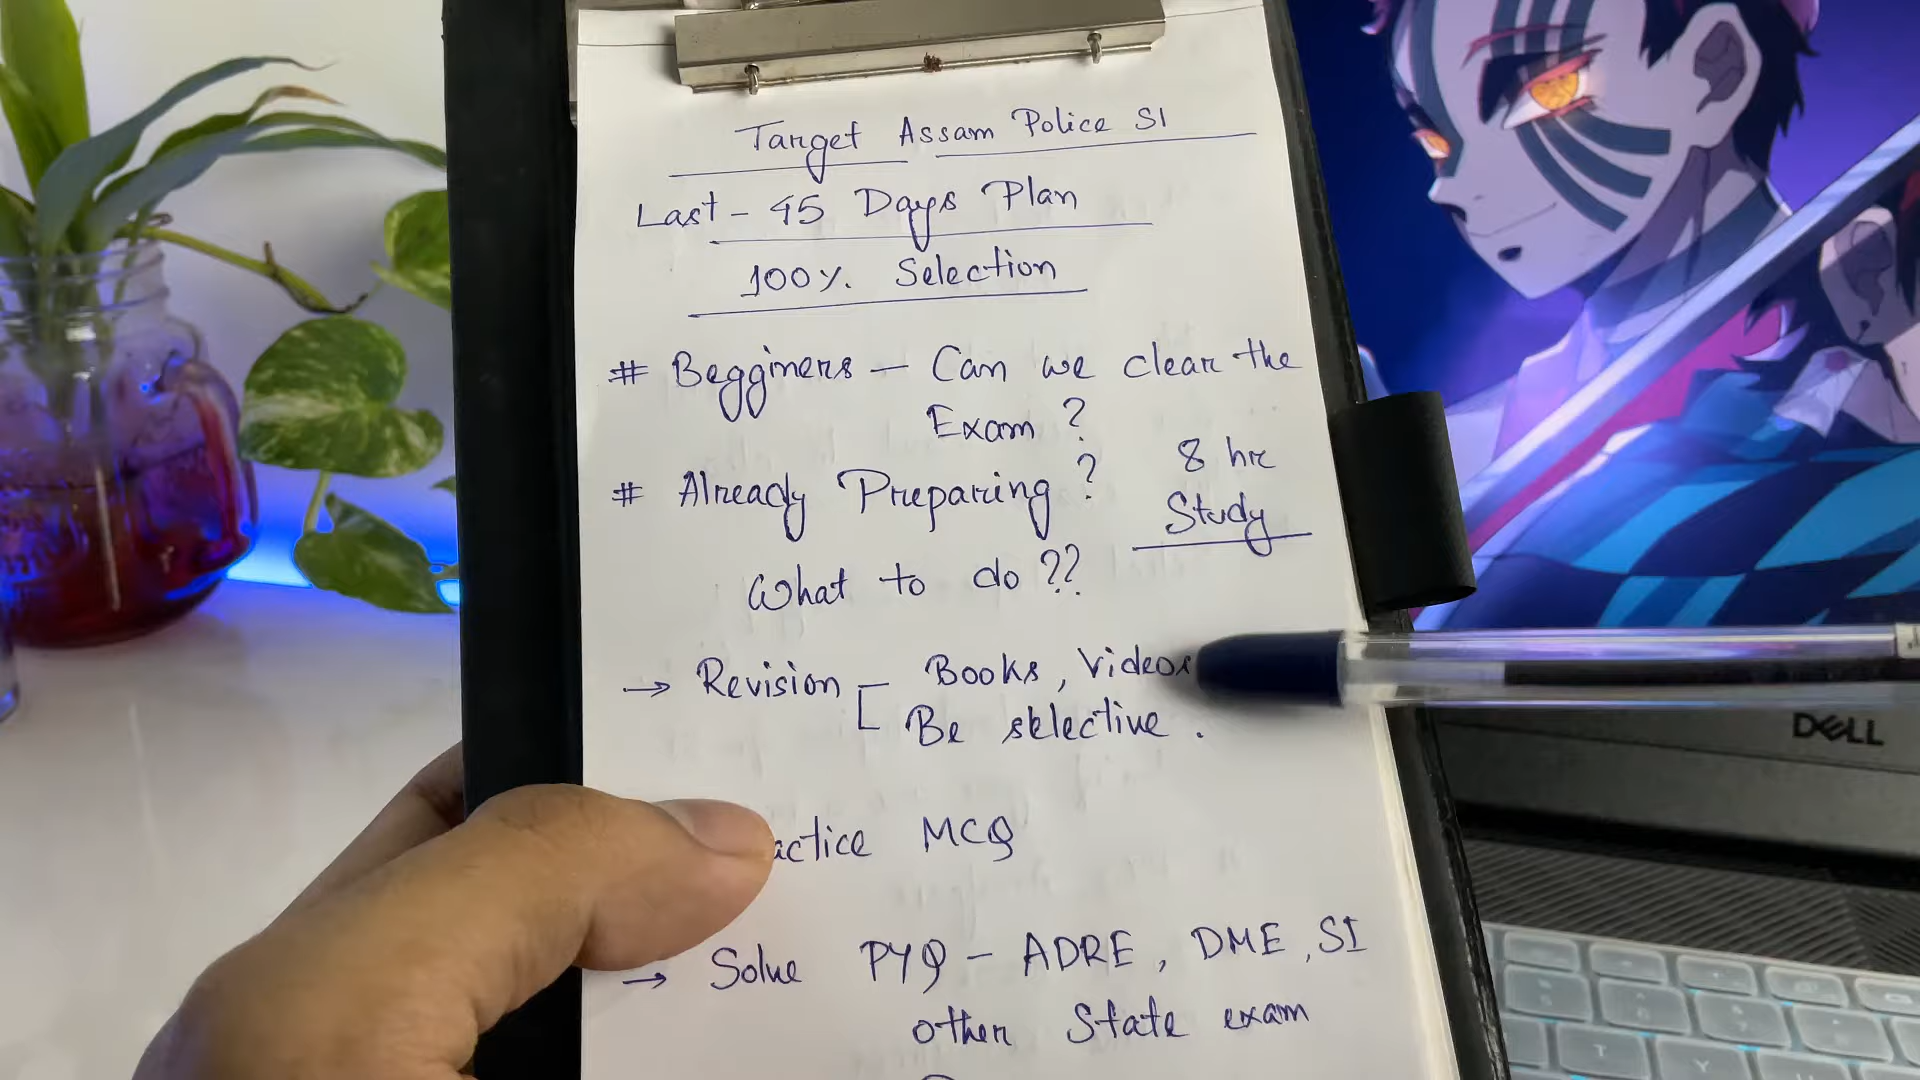 Target Assam Police SI
Last - 45 Days Plan
100% Selection
# Begginers - Can we clear the
Exam ?
# Already Preparing ?
8 hr
Study
What to do ??
→ Revision - Books, Videos
Be selective.
actice MCQ
→ Solve PYQ - ADRE, DME, SI
other State exam
DELL